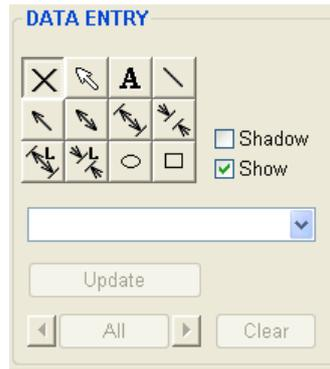 DATA ENTRY
A
Shadow
L L
Show
Update
All Clear